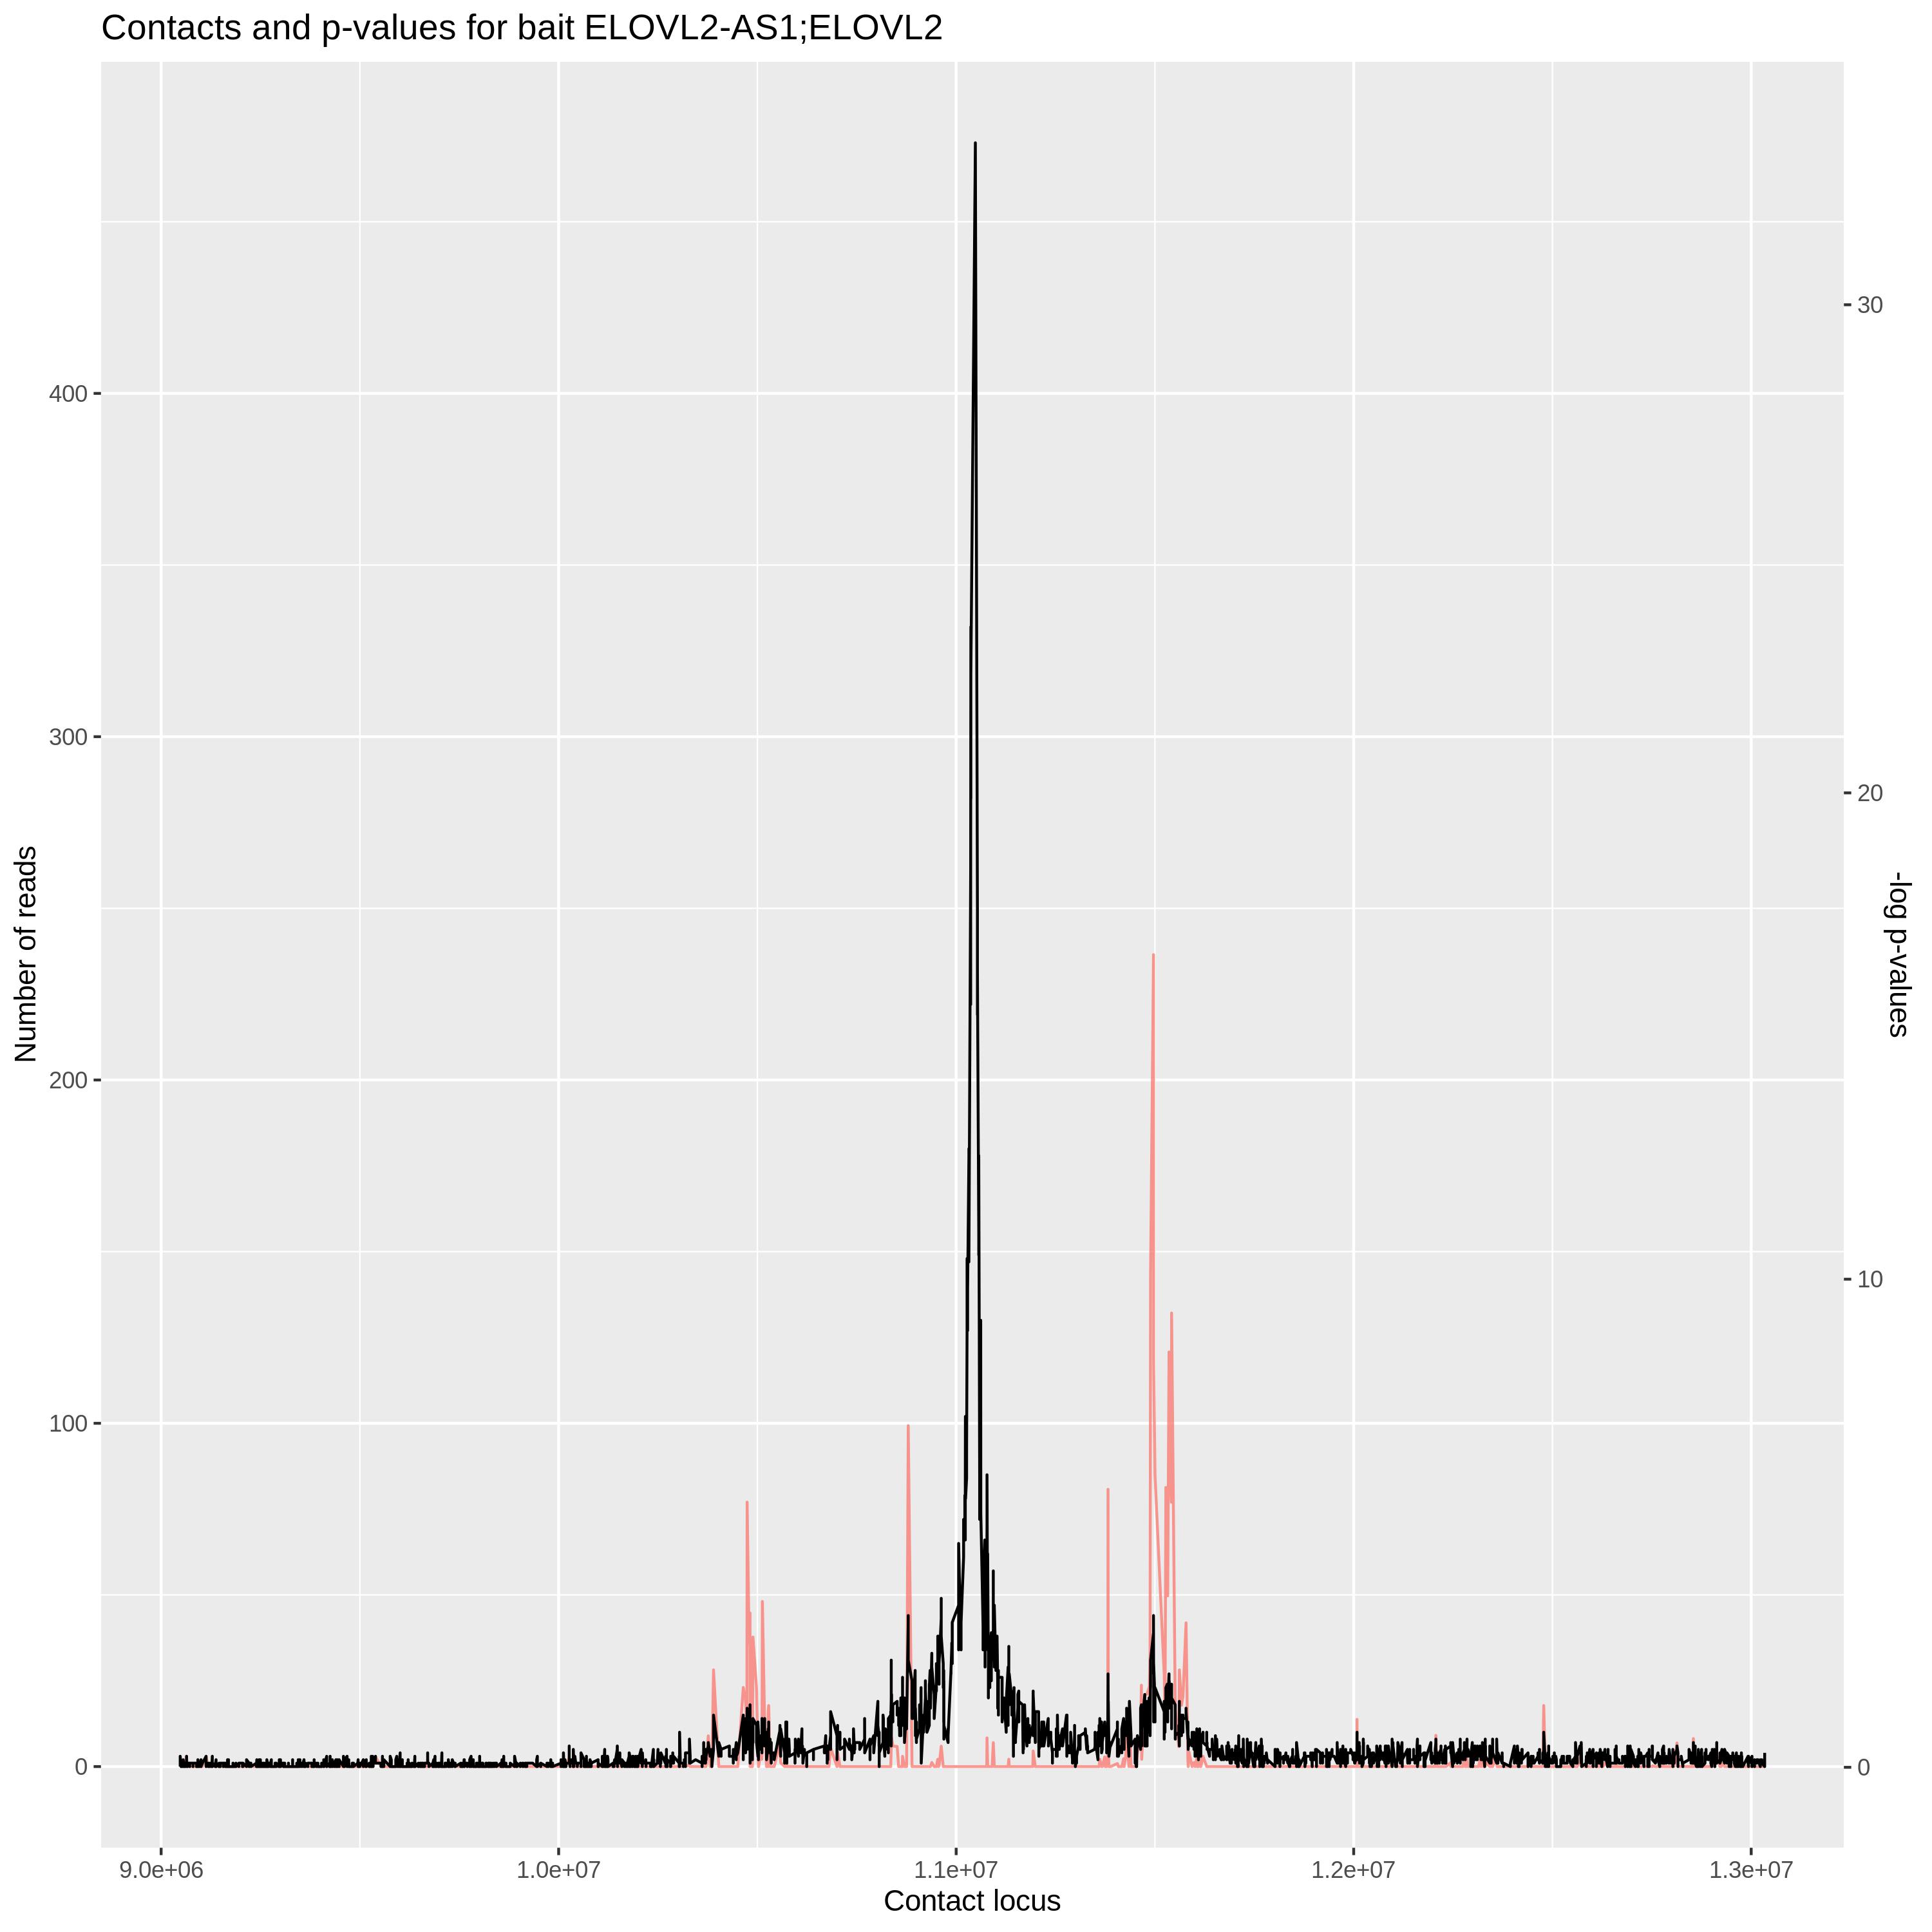 Contacts and p-values for bait ELOVL2-AS1;ELOVL2
Number of reads
400
300
200
100
0
30
20
10
0
-log p-values
9.0e+06
1.0e+07
1.1e+07
1.2e+07
1.3e+07
Contact locus